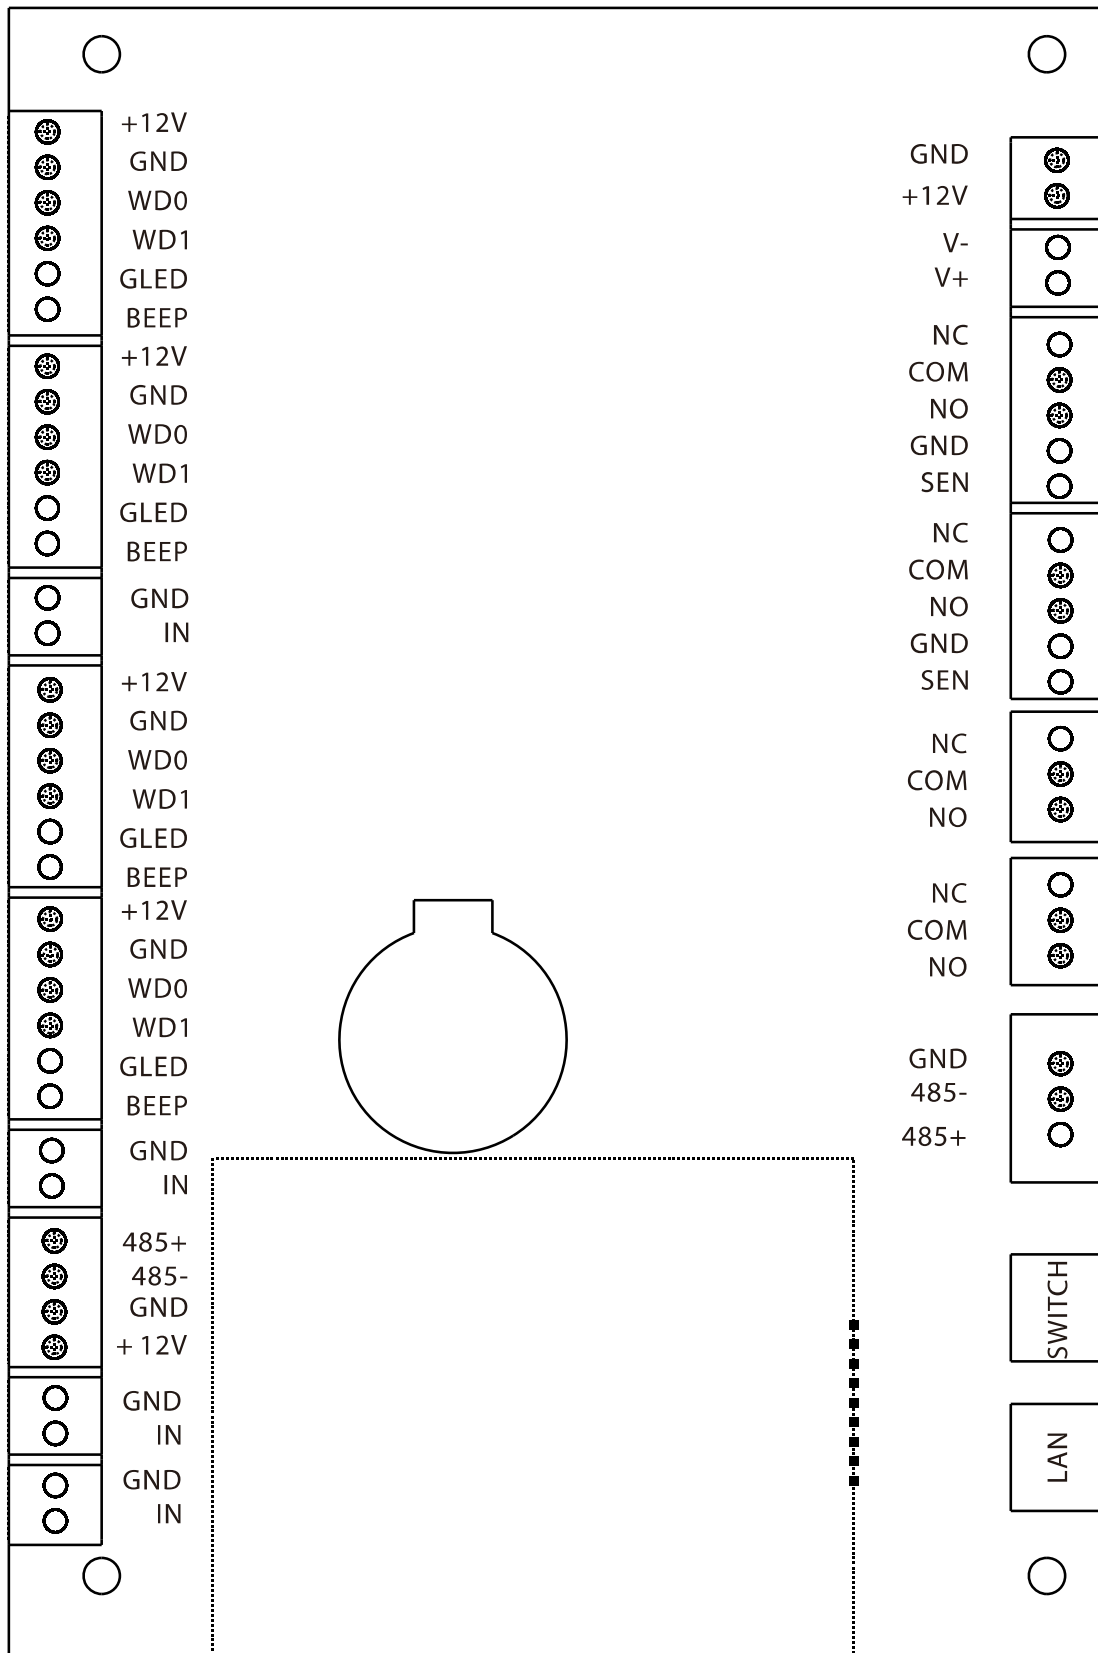 +12V
GND
WD0
WD1
GLED
BEEP
+12V
GND
WD0
WD1
GLED
BEEP
GND
IN
+12V
GND
WD0
WD1
GLED
BEEP
+12V
GND
WD0
WD1
GLED
BEEP
GND
IN
485+
485-
GND
+12V
GND
IN
GND
IN
GND
+12V
V-
V+
NC
COM
NO
GND
SEN
NC
COM
NO
GND
SEN
NC
COM
NO
NC
COM
NO
GND
485-
485+
SWITCH
LAN